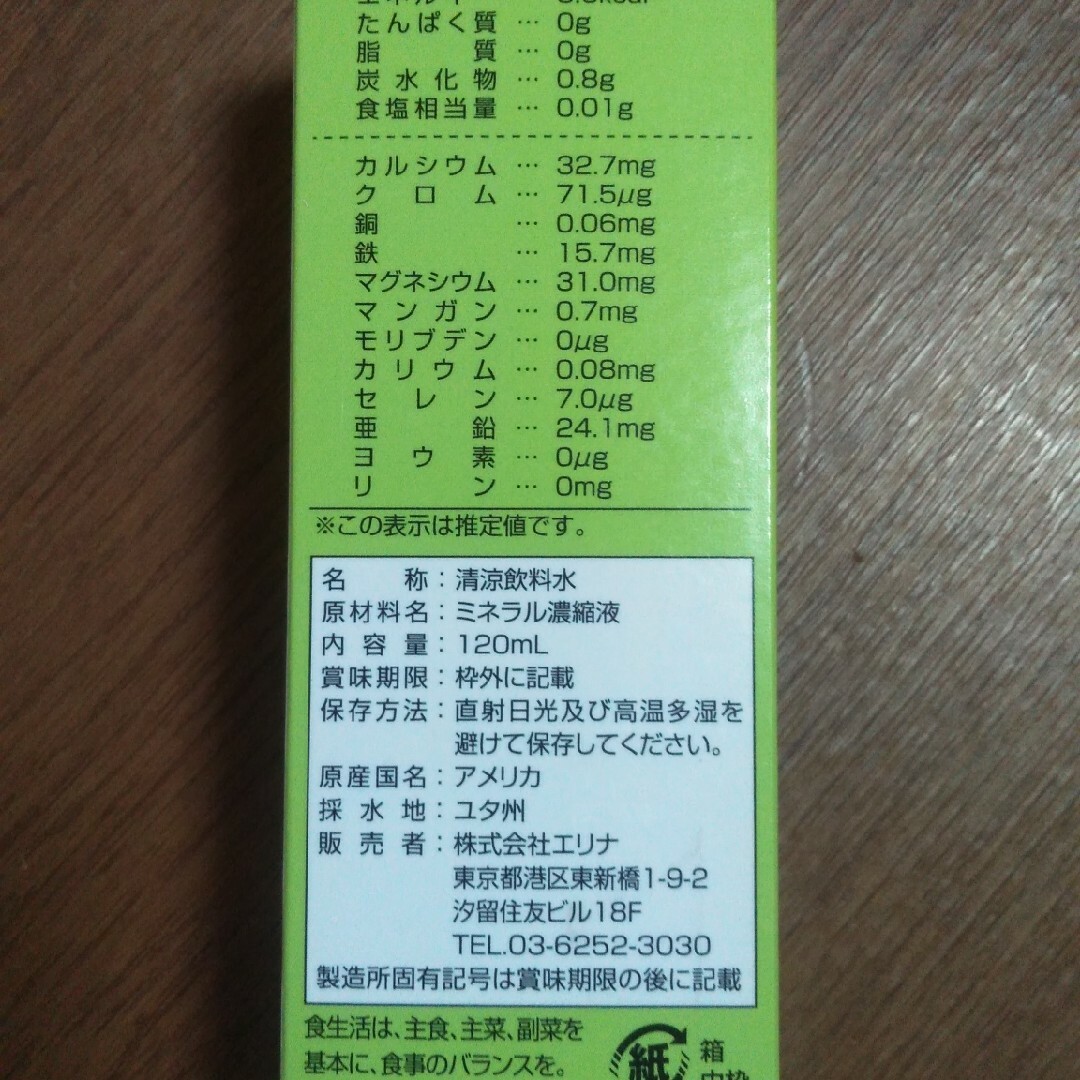 たんぱく質 … 0g
脂質 … 0g
炭水化物 … 0.8g
食塩相当量 … 0.01g
カルシウム … 32.7mg
クロム … 71.5μg
銅 … 0.06mg
鉄 … 15.7mg
マグネシウム … 31.0mg
マンガン … 0.7mg
モリブデン … 0μg
カリウム … 0.08mg
セレン … 7.0μg
亜鉛 … 24.1mg
ヨウ素 … 0μg
リン … 0mg
※この表示は推定値です。
名称：清涼飲料水
原材料名：ミネラル濃縮液
内容量：120mL
賞味期限：枠外に記載
保存方法：直射日光及び高温多湿を
避けて保存してください。
原産国名：アメリカ
採水地：ユタ州
販売者：株式会社エリナ
東京都港区東新橋1-9-2
汐留住友ビル18F
TEL.03-6252-3030
製造所固有記号は賞味期限の後に記載
食生活は、主食、主菜、副菜を
基本に、食事のバランスを。
紙
箱